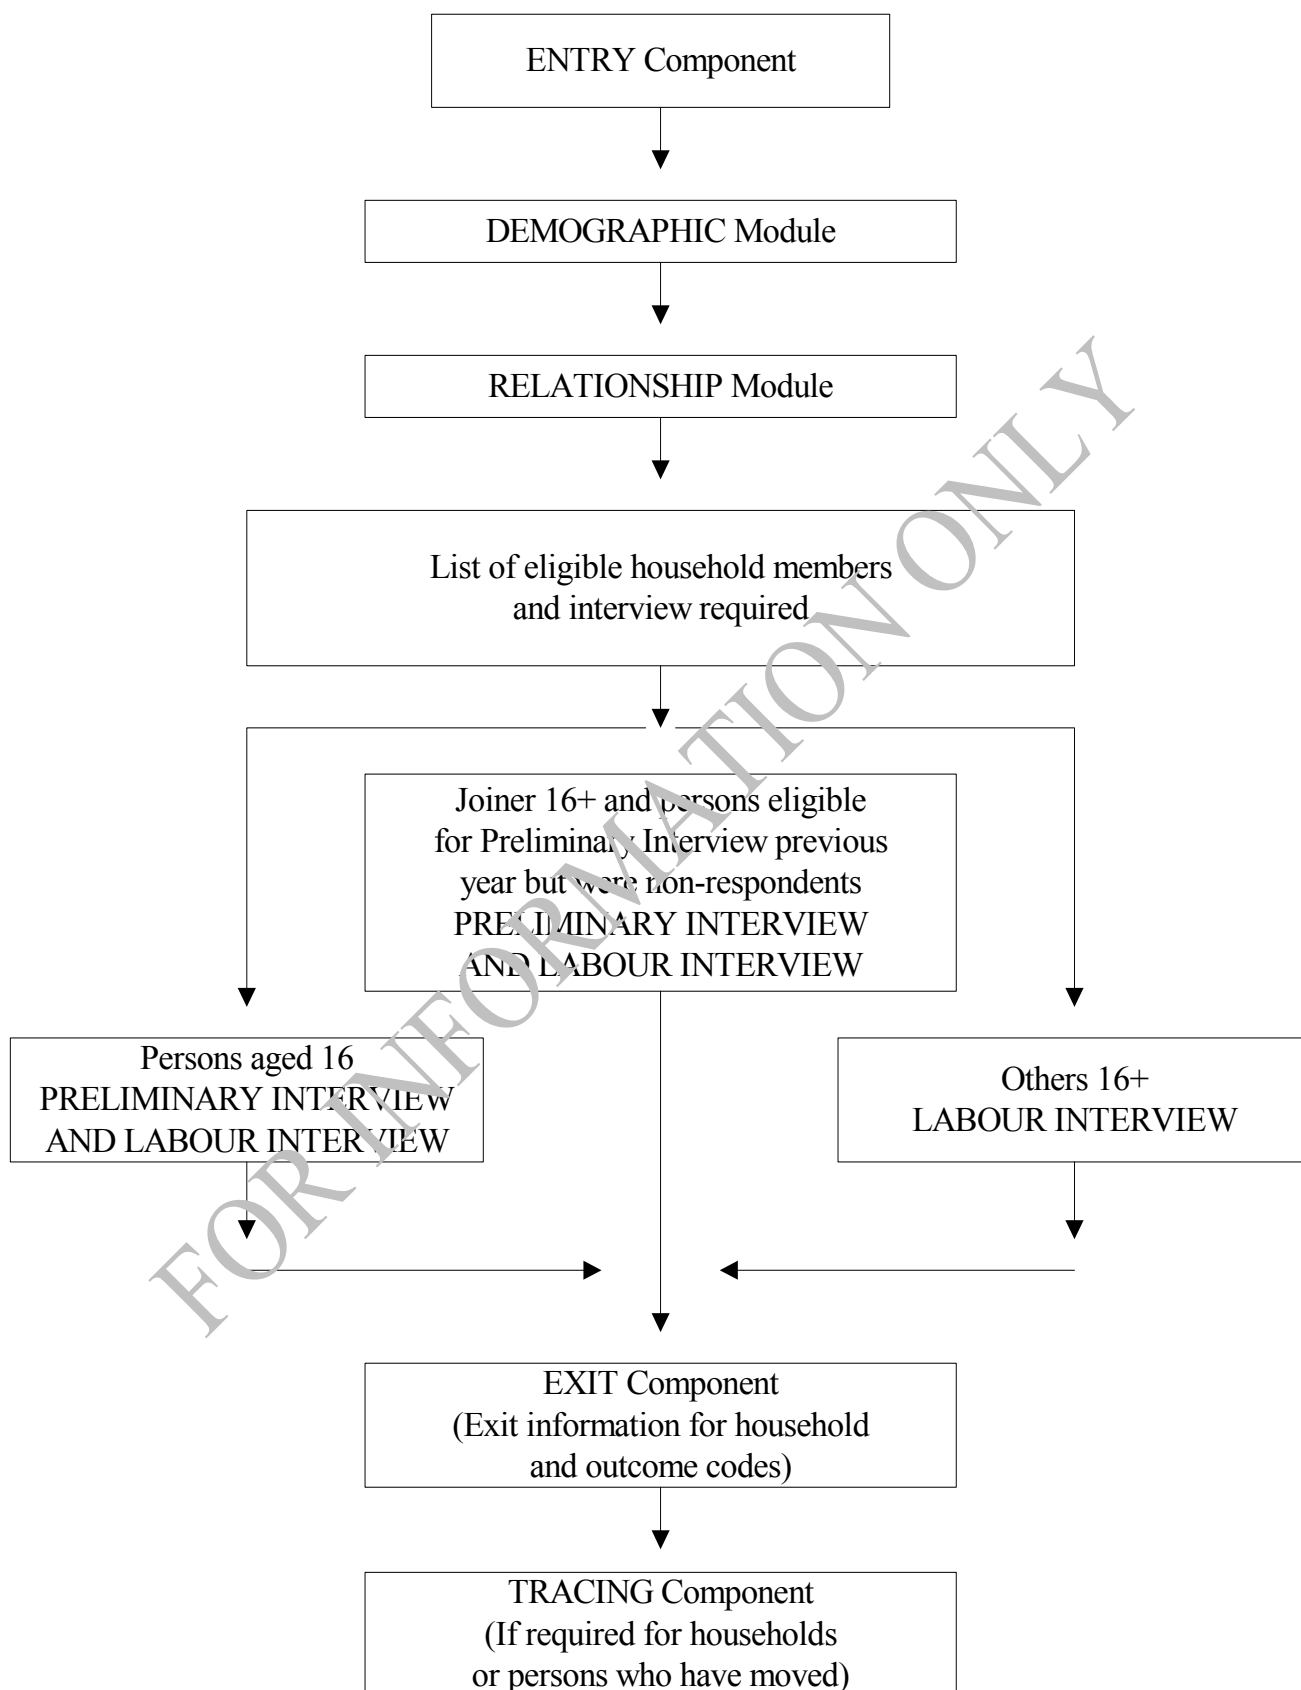 ENTRY Component
DEMOGRAPHIC Module
RELATIONSHIP Module
List of eligible household members
and interview required
Joiner 16+ and persons eligible
for Preliminary Interview previous
year but were non-respondents
PRELIMINARY INTERVIEW
AND LABOUR INTERVIEW
Persons aged 16
PRELIMINARY INTERVIEW
AND LABOUR INTERVIEW
Others 16+
LABOUR INTERVIEW
EXIT Component
(Exit information for household
and outcome codes)
TRACING Component
(If required for households
or persons who have moved)
FOR INFORMATION ONLY